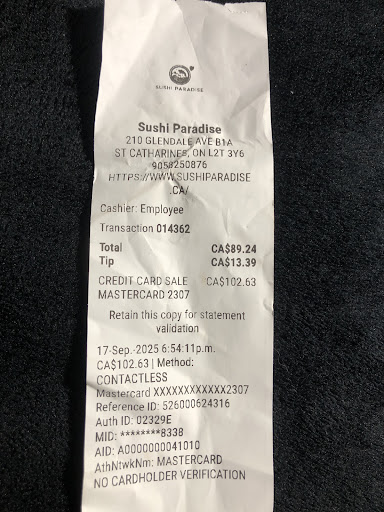 SUSHI PARADISE
Sushi Paradise
210 GLENDALE AVE B1A
ST CATHARINES, ON L2T 3Y6
9058250876
HTTPS://WWW.SUSHIPARADISE
.CA/
Cashier: Employee
Transaction 014362
Total CA$89.24
Tip CA$13.39
CREDIT CARD SALE CA$102.63
MASTERCARD 2307
Retain this copy for statement
validation
17-Sep.-2025 6:54:11p.m.
CA$102.63 | Method:
CONTACTLESS
Mastercard XXXXXXXXXXXX2307
Reference ID: 526000624316
Auth ID: 02329E
MID: ********8338
AID: A0000000041010
AthNtwkNm: MASTERCARD
NO CARDHOLDER VERIFICATION